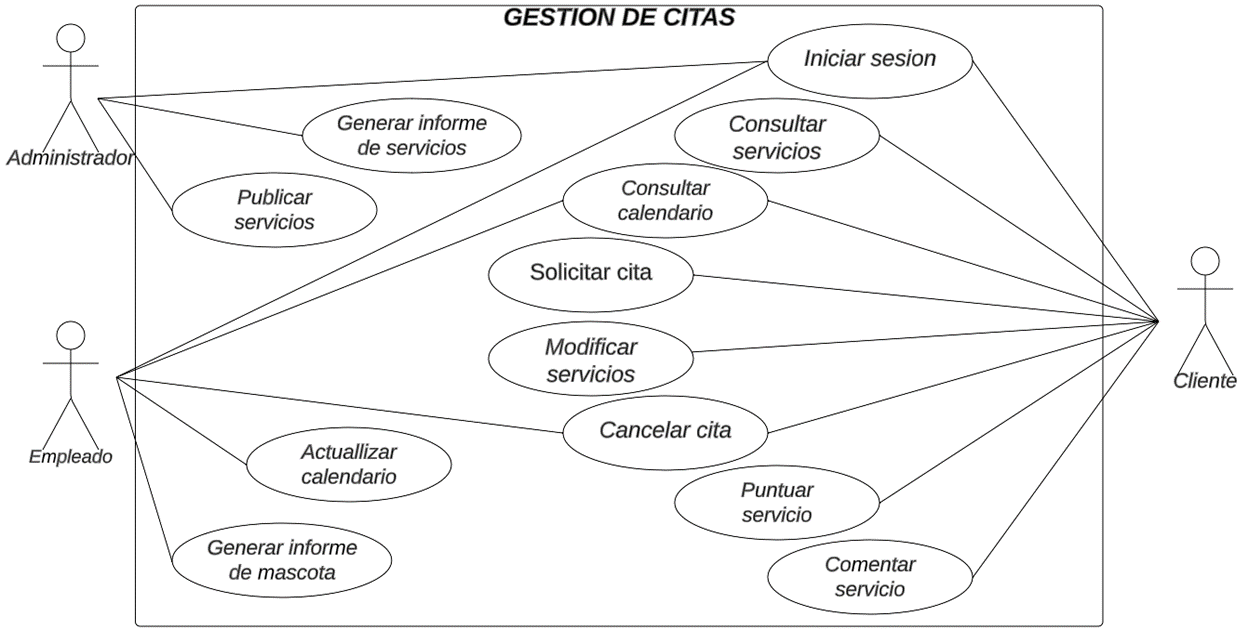 GESTION DE CITAS
Iniciar sesion
Generar informe
de servicios
Consultar
servicios
Administrador
Publicar
servicios
Consultar
calendario
Solicitar cita
Modificar
servicios
Cliente
Cancelar cita
Empleado
Actuallizar
calendario
Puntuar
servicio
Generar informe
de mascota
Comentar
servicio